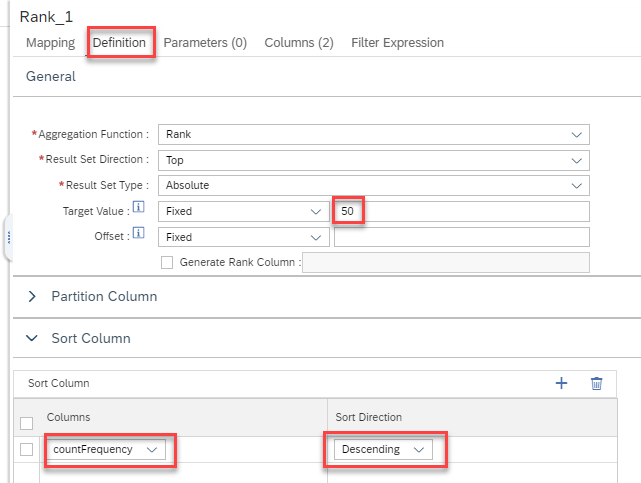 Rank_1
Mapping Definition Parameters (0) Columns (2) Filter Expression
General
*Aggregation Function : Rank
*Result Set Direction : Top
*Result Set Type : Absolute
Target Value : i Fixed 50
Offset : i Fixed
Generate Rank Column :
Partition Column
Sort Column
Sort Column
Columns Sort Direction
countFrequency Descending